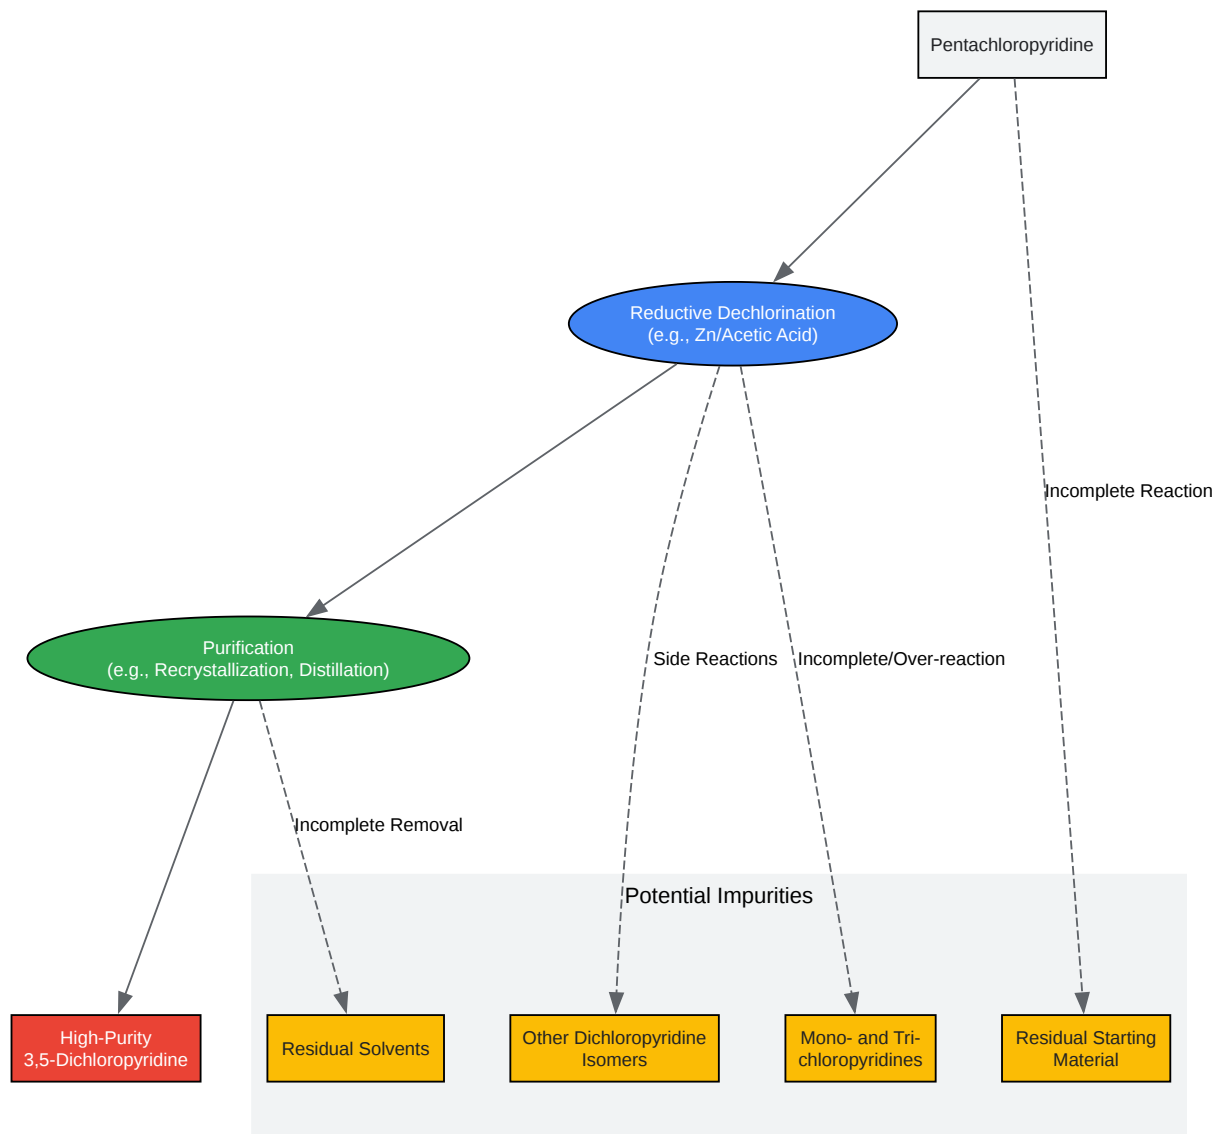 Pentachloropyridine
Reductive Dechlorination
(e.g., Zn/Acetic Acid)
Incomplete Reaction
Purification
(e.g., Recrystallization, Distillation)
Side Reactions
Incomplete/Over-reaction
Incomplete Removal
Potential Impurities
High-Purity
3,5-Dichloropyridine
Residual Solvents
Other Dichloropyridine
Isomers
Mono- and Tri-
chloropyridines
Residual Starting
Material